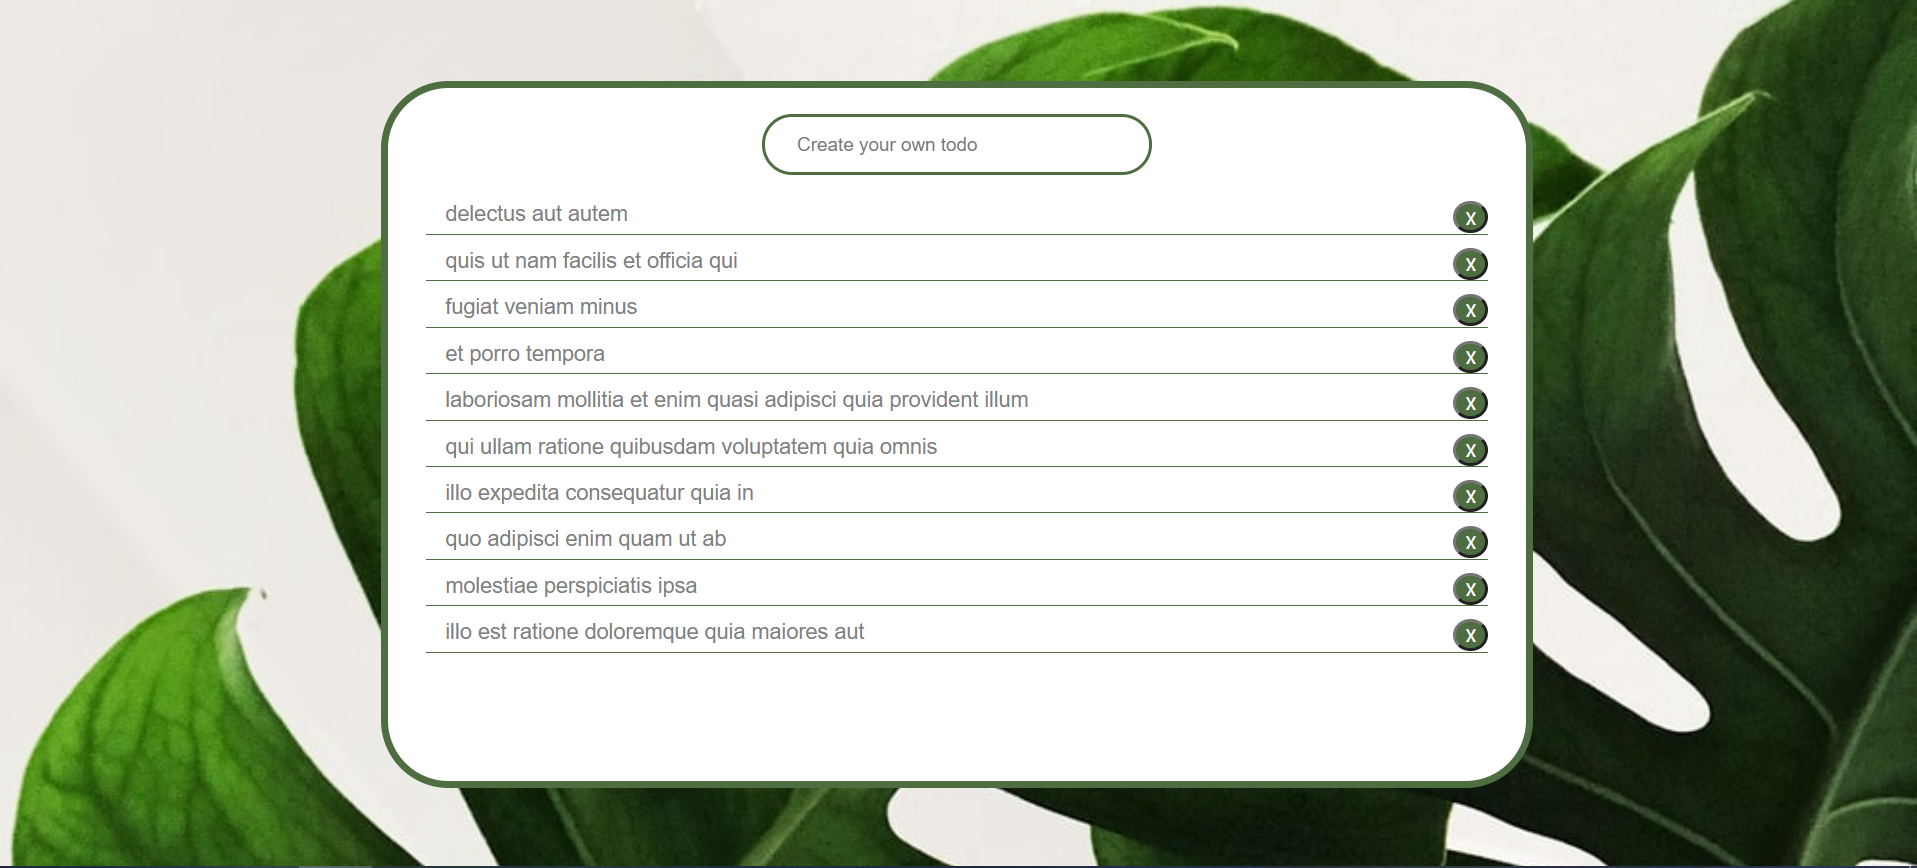 Create your own todo
delectus aut autem X
quis ut nam facilis et officia qui X
fugiat veniam minus X
et porro tempora X
laboriosam mollitia et enim quasi adipisci quia provident illum X
qui ullam ratione quibusdam voluptatem quia omnis X
illo expedita consequatur quia in X
quo adipisci enim quam ut ab X
molestiae perspiciatis ipsa X
illo est ratione doloremque quia maiores aut X